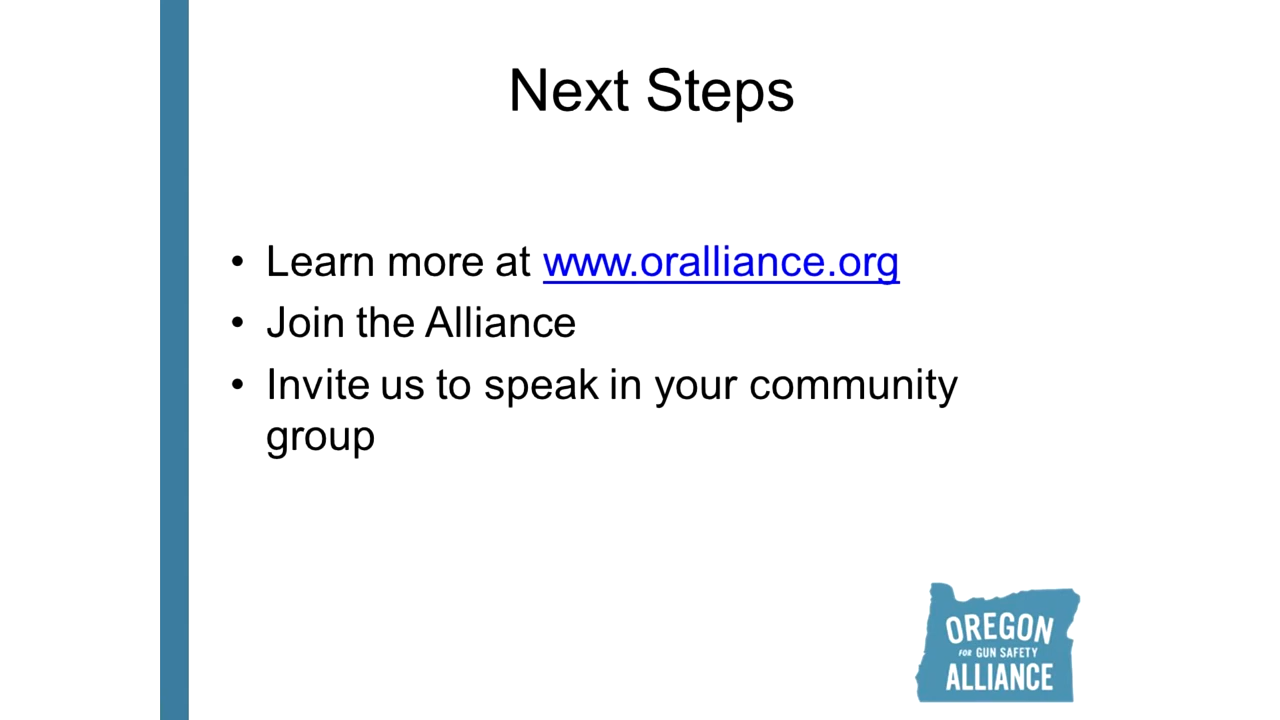 Next Steps
• Learn more at www.oralliance.org
• Join the Alliance
• Invite us to speak in your community
group
OREGON
FOR GUN SAFETY
ALLIANCE